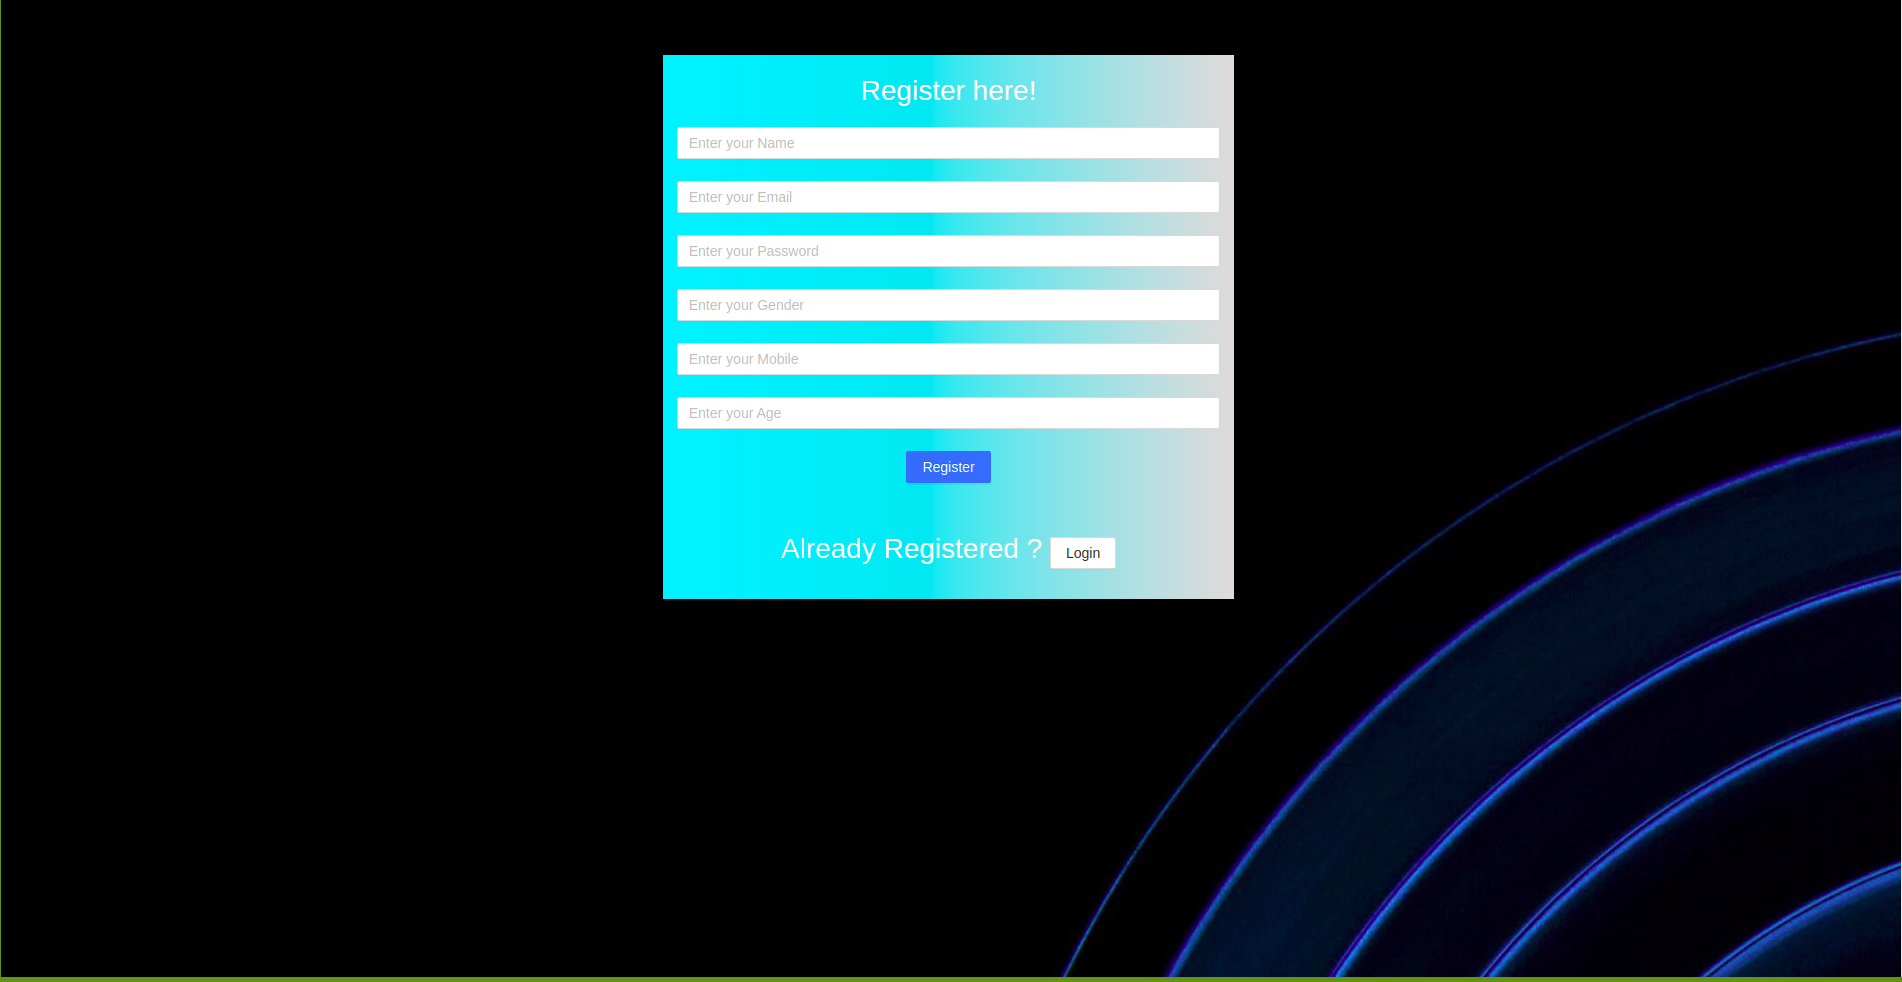 Register here!
Enter your Name
Enter your Email
Enter your Password
Enter your Gender
Enter your Mobile
Enter your Age
Register
Already Registered ? Login